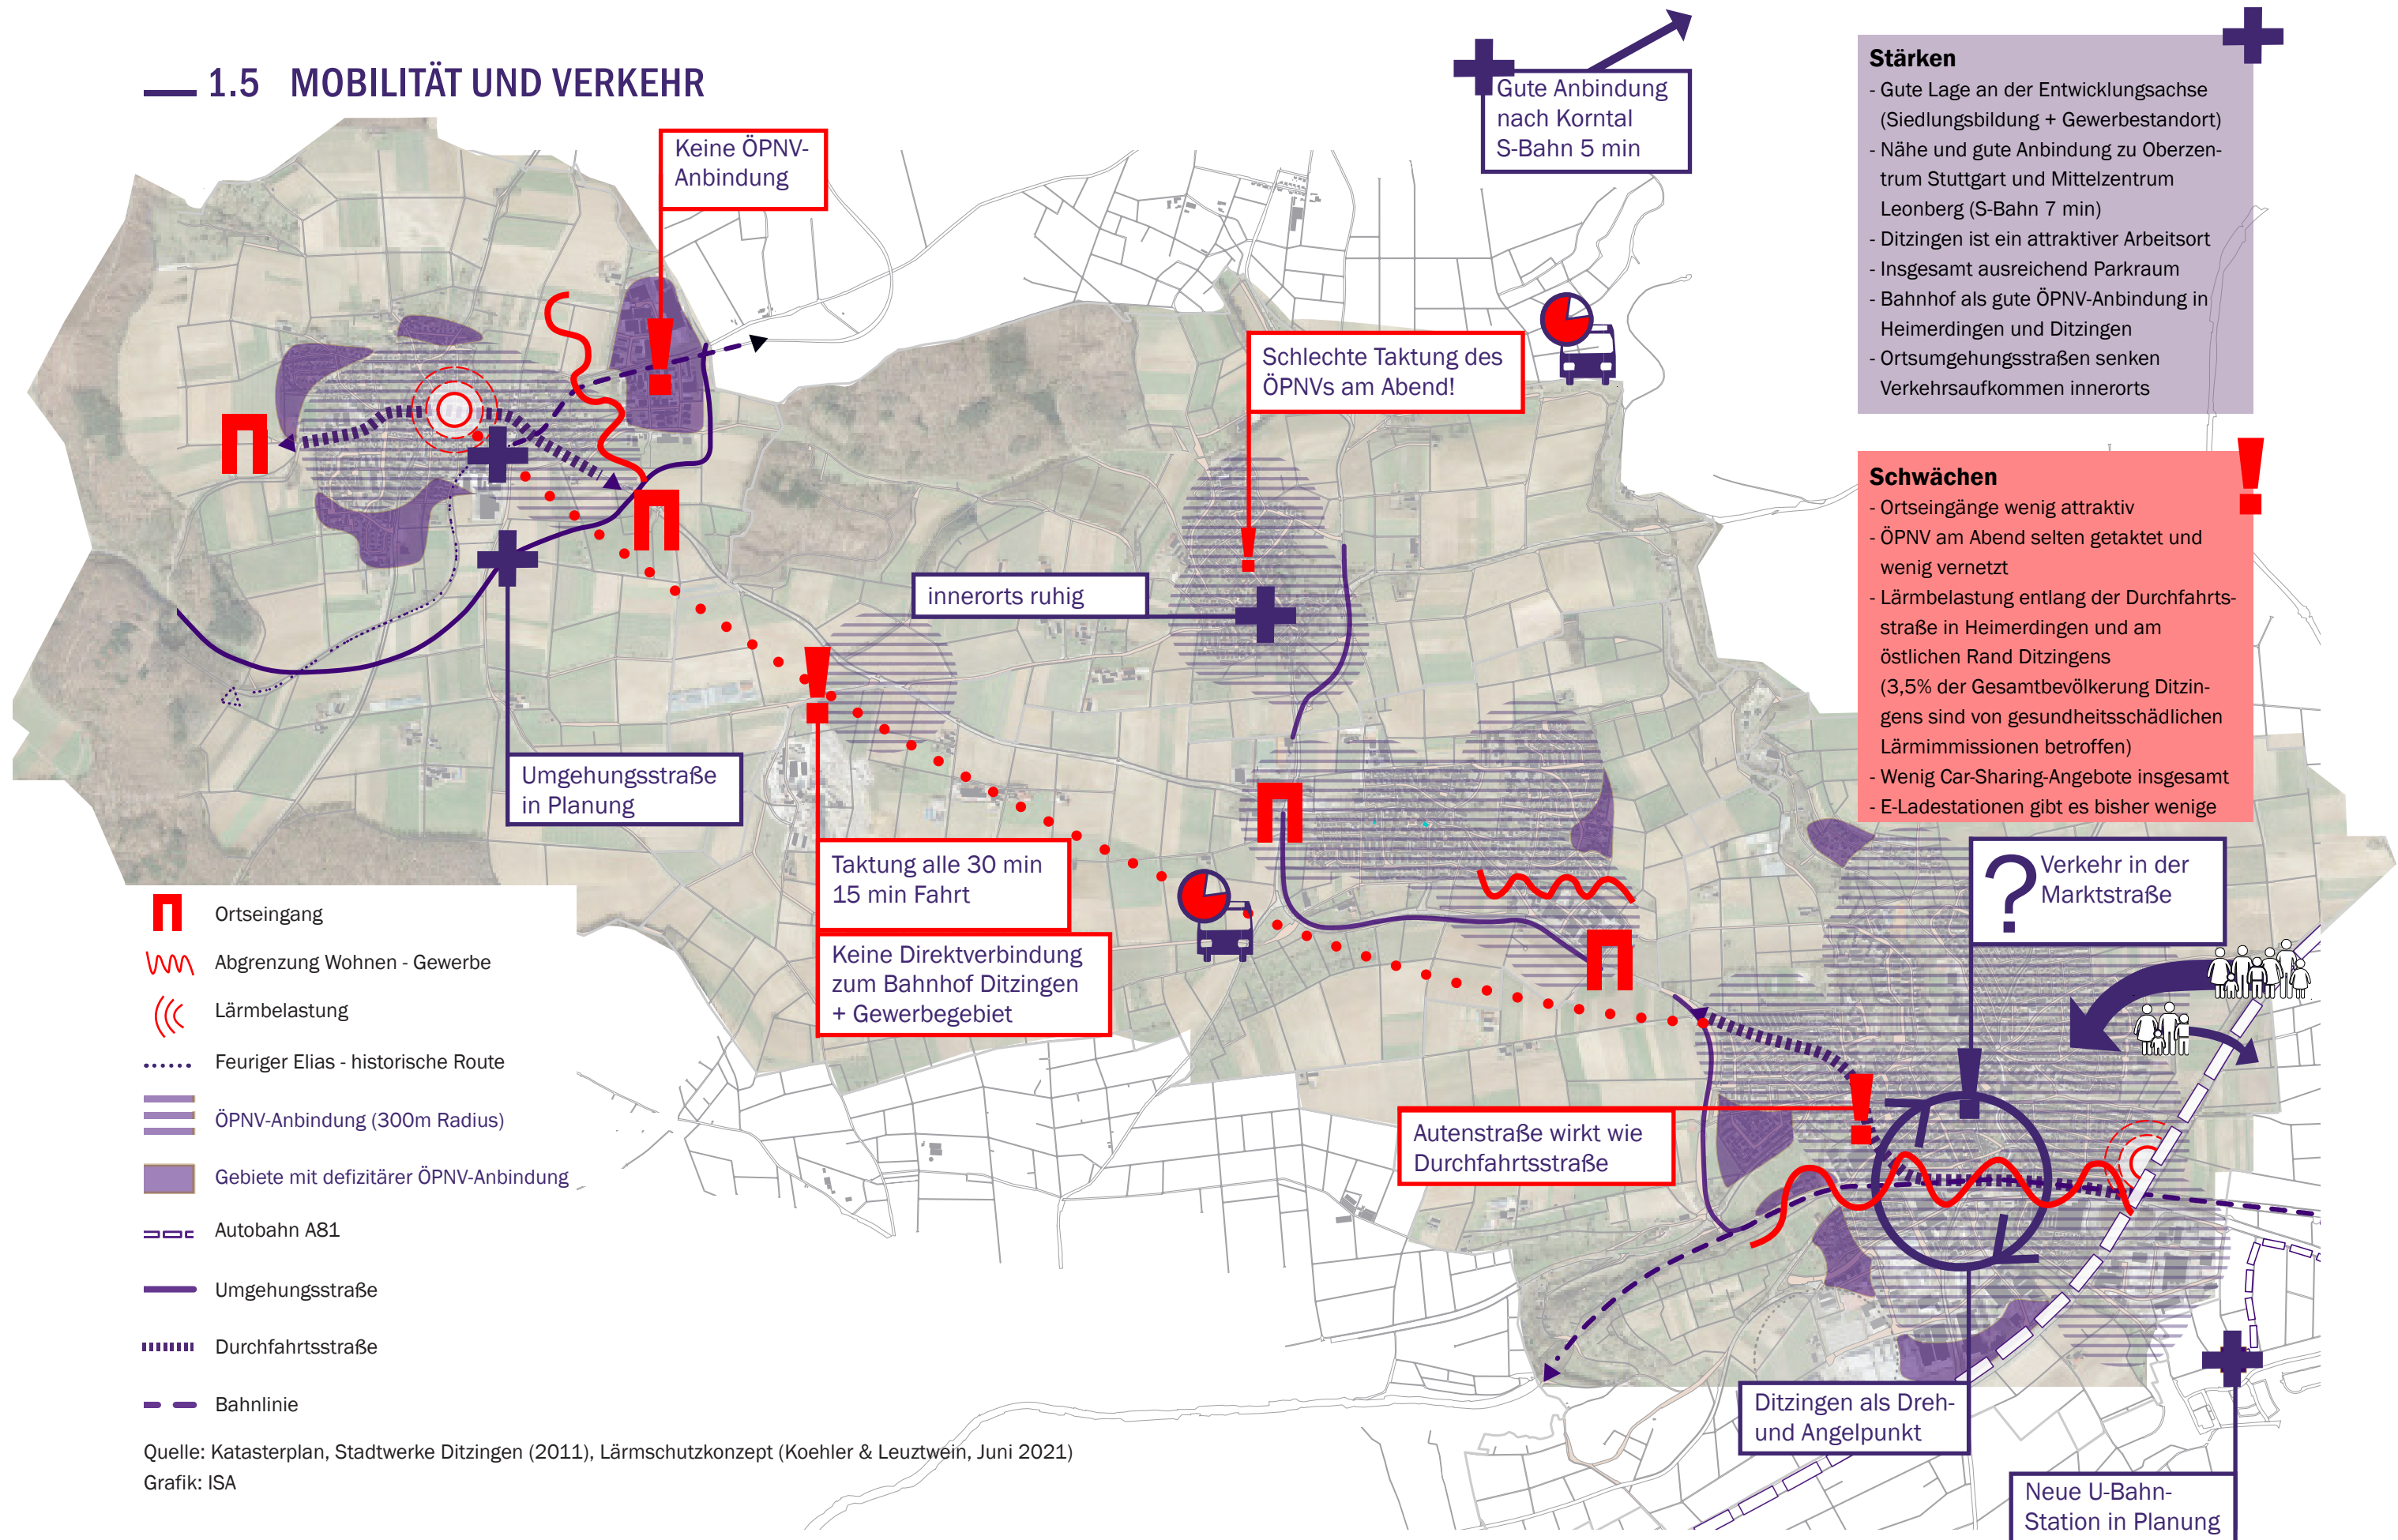 1.5 MOBILITÄT UND VERKEHR
Keine ÖPNV-
Anbindung
Gute Anbindung
nach Korntal
S-Bahn 5 min
Stärken
- Gute Lage an der Entwicklungsachse
(Siedlungsbildung + Gewerbestandort)
- Nähe und gute Anbindung zu Oberzen-
trum Stuttgart und Mittelzentrum
Leonberg (S-Bahn 7 min)
- Ditzingen ist ein attraktiver Arbeitsort
- Insgesamt ausreichend Parkraum
- Bahnhof als gute ÖPNV-Anbindung in
Heimerdingen und Ditzingen
- Ortsumgehungsstraßen senken
Verkehrsaufkommen innerorts
Schlechte Taktung des
ÖPNVs am Abend!
Schwächen
- Ortseingänge wenig attraktiv
- ÖPNV am Abend selten getaktet und
wenig vernetzt
- Lärmbelastung entlang der Durchfahrts-
straße in Heimerdingen und am
östlichen Rand Ditzingens
(3,5% der Gesamtbevölkerung Ditzin-
gens sind von gesundheitsschädlichen
Lärmimmissionen betroffen)
- Wenig Car-Sharing-Angebote insgesamt
- E-Ladestationen gibt es bisher wenige
innerorts ruhig
Umgehungsstraße
in Planung
Taktung alle 30 min
15 min Fahrt
Keine Direktverbindung
zum Bahnhof Ditzingen
+ Gewerbegebiet
? Verkehr in der
Marktstraße
Autenstraße wirkt wie
Durchfahrtsstraße
Ditzingen als Dreh-
und Angelpunkt
Neue U-Bahn-
Station in Planung
Ortseingang
Abgrenzung Wohnen - Gewerbe
Lärmbelastung
Feuriger Elias - historische Route
ÖPNV-Anbindung (300m Radius)
Gebiete mit defizitärer ÖPNV-Anbindung
Autobahn A81
Umgehungsstraße
Durchfahrtsstraße
Bahnlinie
Quelle: Katasterplan, Stadtwerke Ditzingen (2011), Lärmschutzkonzept (Koehler & Leuztwein, Juni 2021)
Grafik: ISA